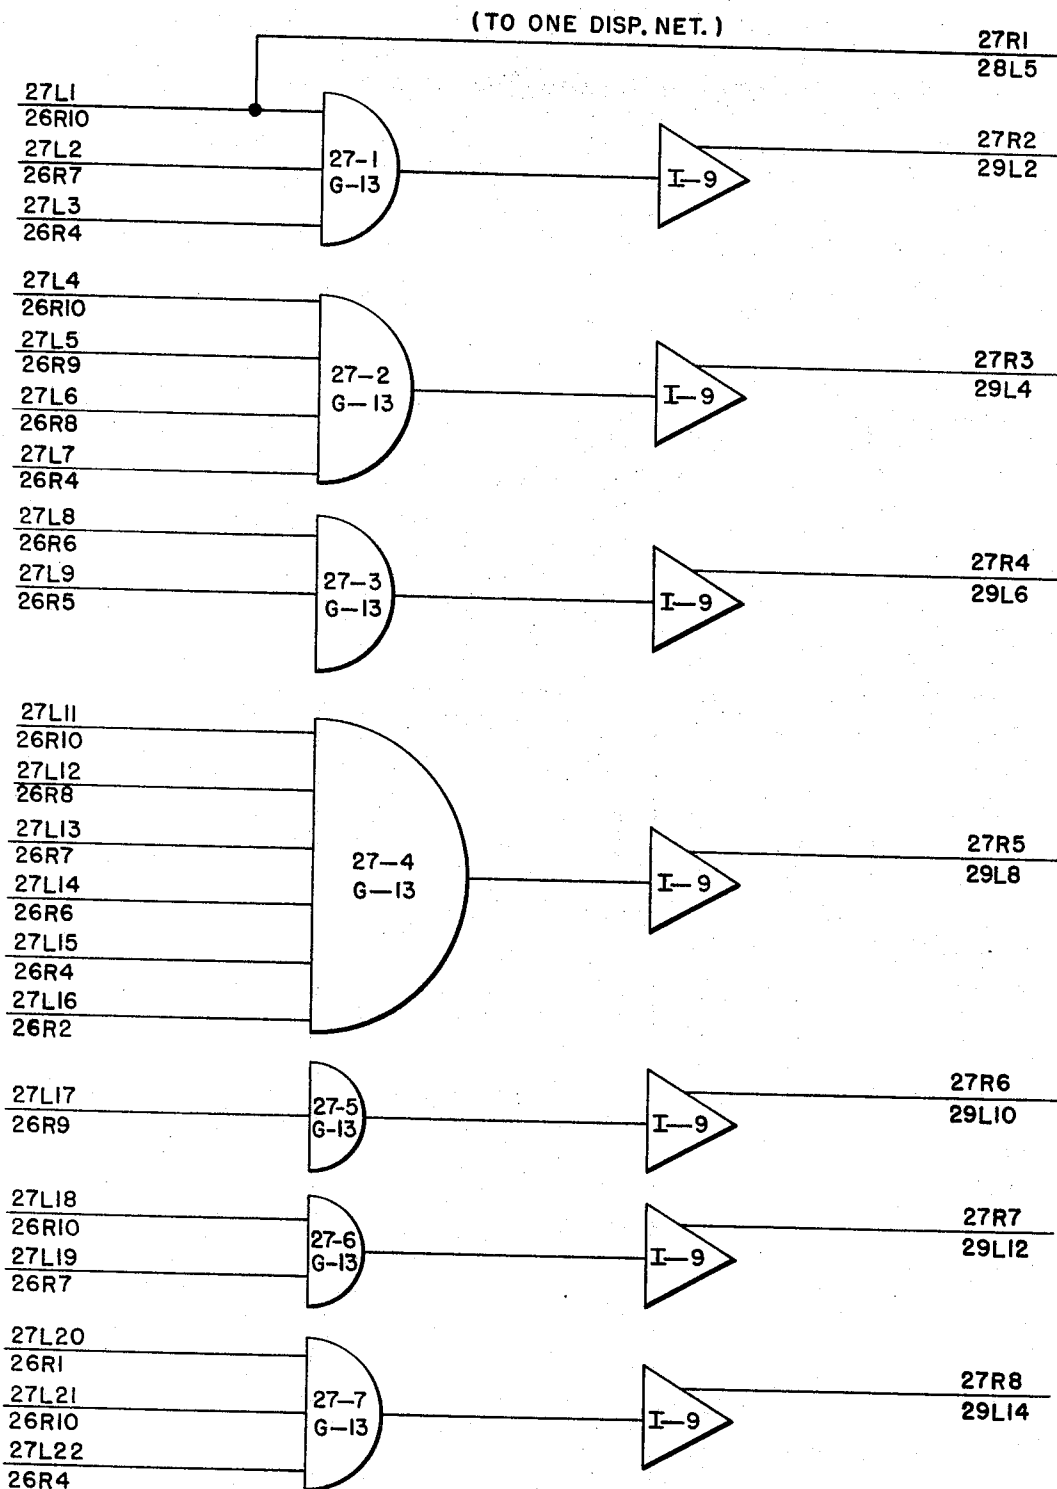 (TO ONE DISP. NET.)
27R1
28L5
27L1
26R10
27L2
26R7
27L3
26R4
27-1
G-13
I-9
27R2
29L2
27L4
26R10
27L5
26R9
27L6
26R8
27L7
26R4
27-2
G-13
I-9
27R3
29L4
27L8
26R6
27L9
26R5
27-3
G-13
I-9
27R4
29L6
27L11
26R10
27L12
26R8
27L13
26R7
27L14
26R6
27L15
26R4
27L16
26R2
27-4
G-13
I-9
27R5
29L8
27L17
26R9
27-5
G-13
I-9
27R6
29L10
27L18
26R10
27L19
26R7
27-6
G-13
I-9
27R7
29L12
27L20
26R1
27L21
26R10
27L22
26R4
27-7
G-13
I-9
27R8
29L14